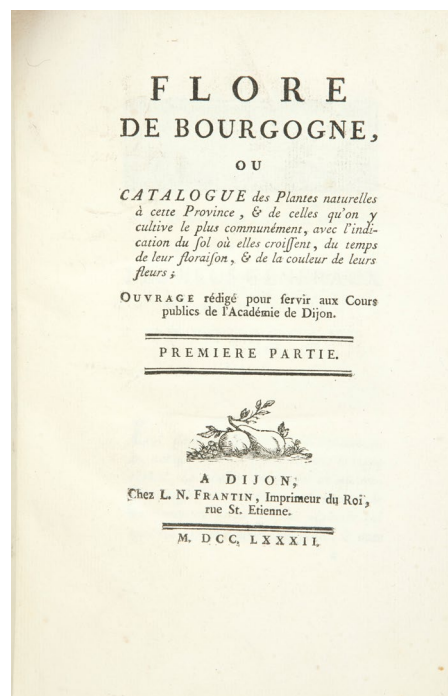 FLORE
DE BOURGOGNE,
OU
CATALOGUE des Plantes naturelles
à cette Province, & de celles qu'on y
cultive le plus communément, avec l'indi-
cation du ſol où elles croiſſent, du temps
de leur floraiſon, & de la couleur de leurs
fleurs;
OUVRAGE rédigé pour ſervir aux Cours
publics de l'Académie de Dijon.
PREMIERE PARTIE.
A DIJON,
Chez L. N. FRANTIN, Imprimeur du Roi,
rue St. Etienne.
M. DCC. LXXXII.